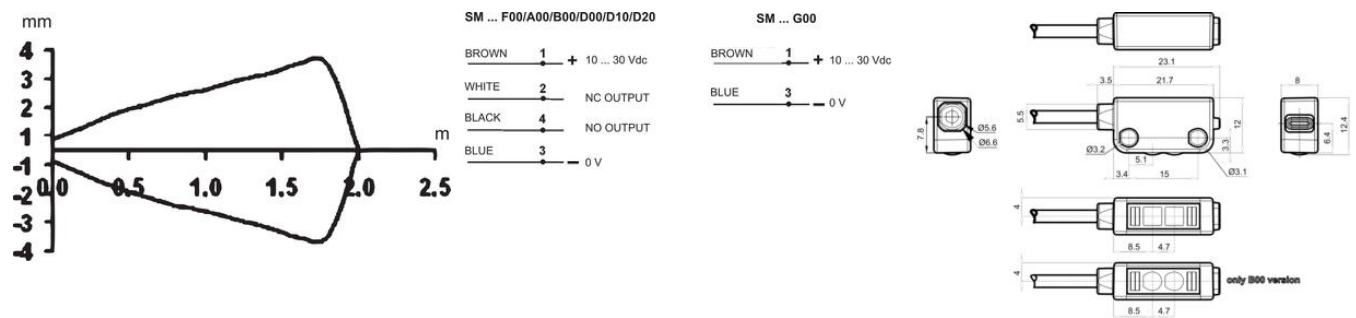 mm
4
3
2
1
-1
-2
-3
-4
0.0 0.5 1.0 1.5 2.0 2.5
m
SM ... F00/A00/B00/D00/D10/D20
BROWN 1 + 10 ... 30 Vdc
WHITE 2 NC OUTPUT
BLACK 4 NO OUTPUT
BLUE 3 – 0 V
SM ... G00
BROWN 1 + 10 ... 30 Vdc
BLUE 3 – 0 V
23.1
3.5 21.7
8
5.5
7.8
Ø5.6
Ø6.6
Ø3.2
5.1
3.3
12
Ø3.1
3.4 15
6.4
12.4
4
8.5 4.7
4
only B00 version
8.5 4.7